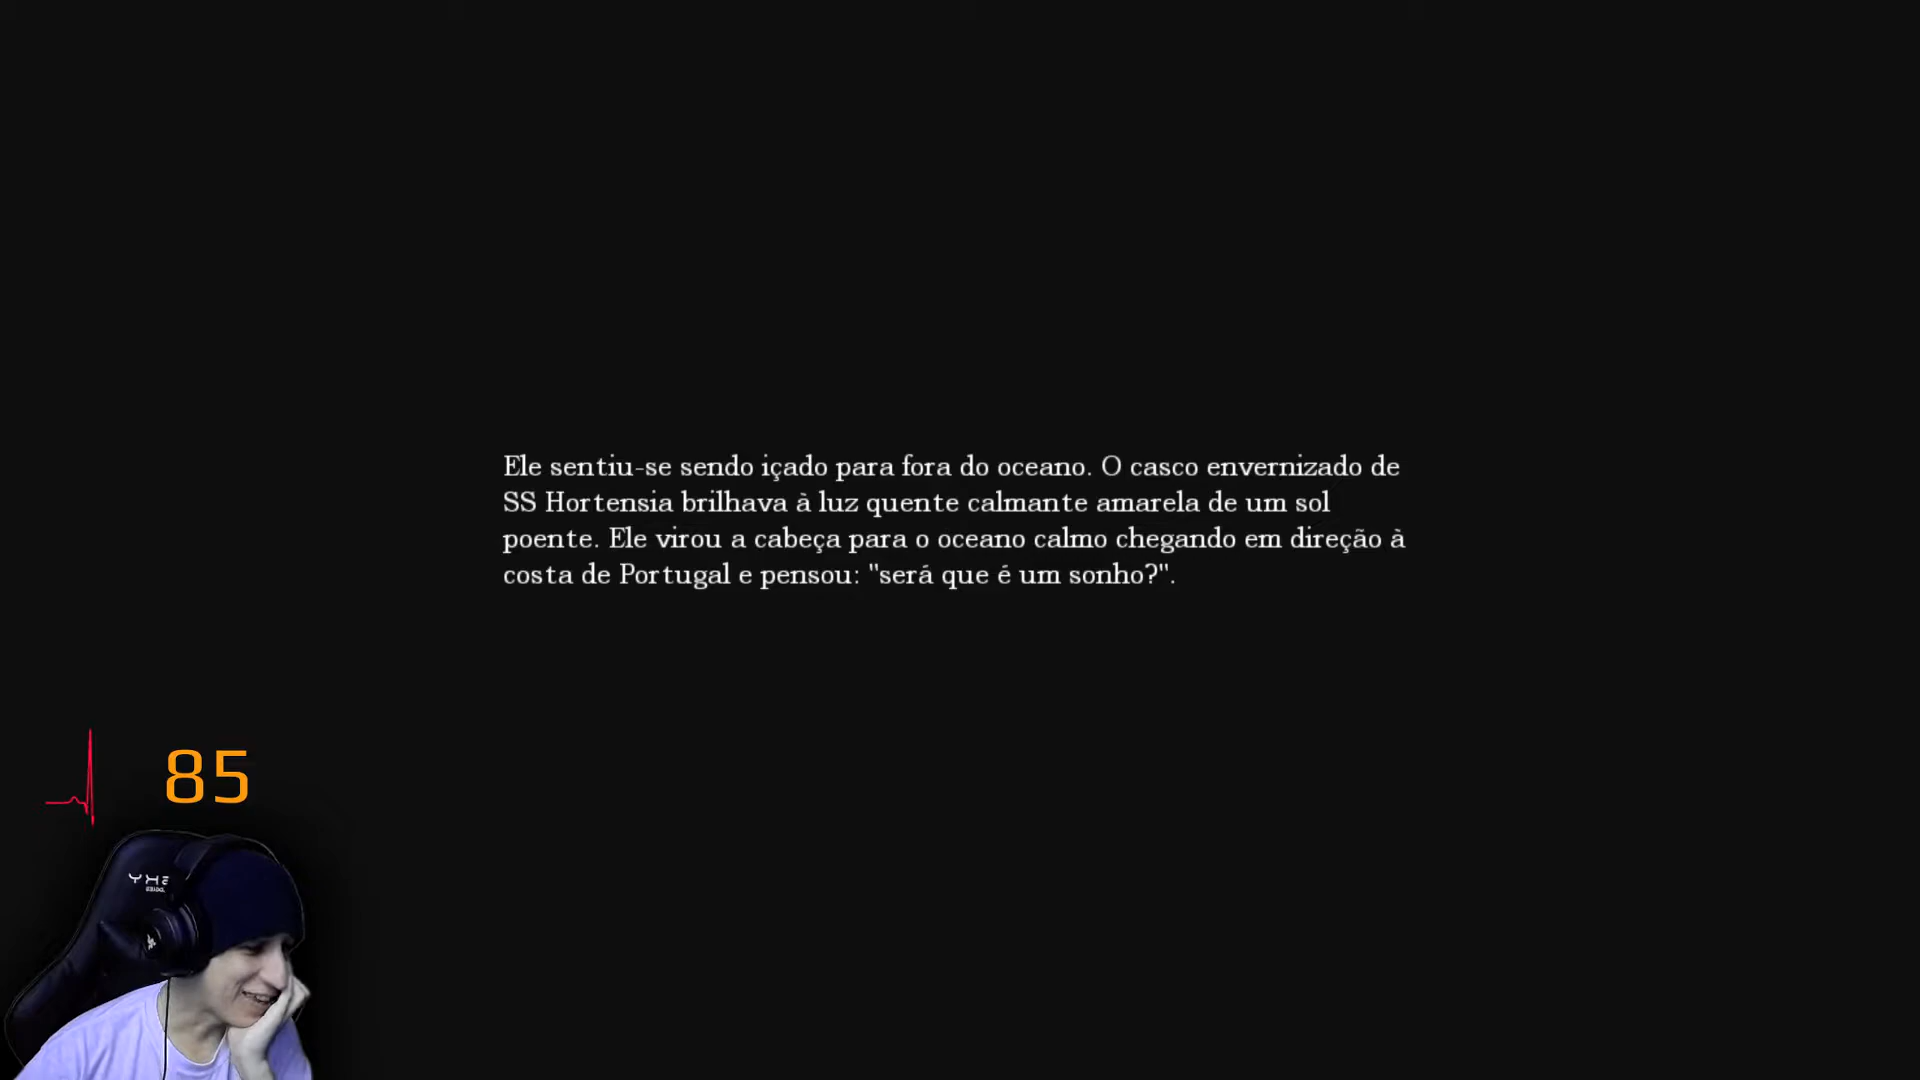 Ele sentiu-se sendo içado para fora do oceano. O casco envernizado de
SS Hortensia brilhava à luz quente calmante amarela de um sol
poente. Ele virou a cabeça para o oceano calmo chegando em direção à
costa de Portugal e pensou: "será que é um sonho?".
85